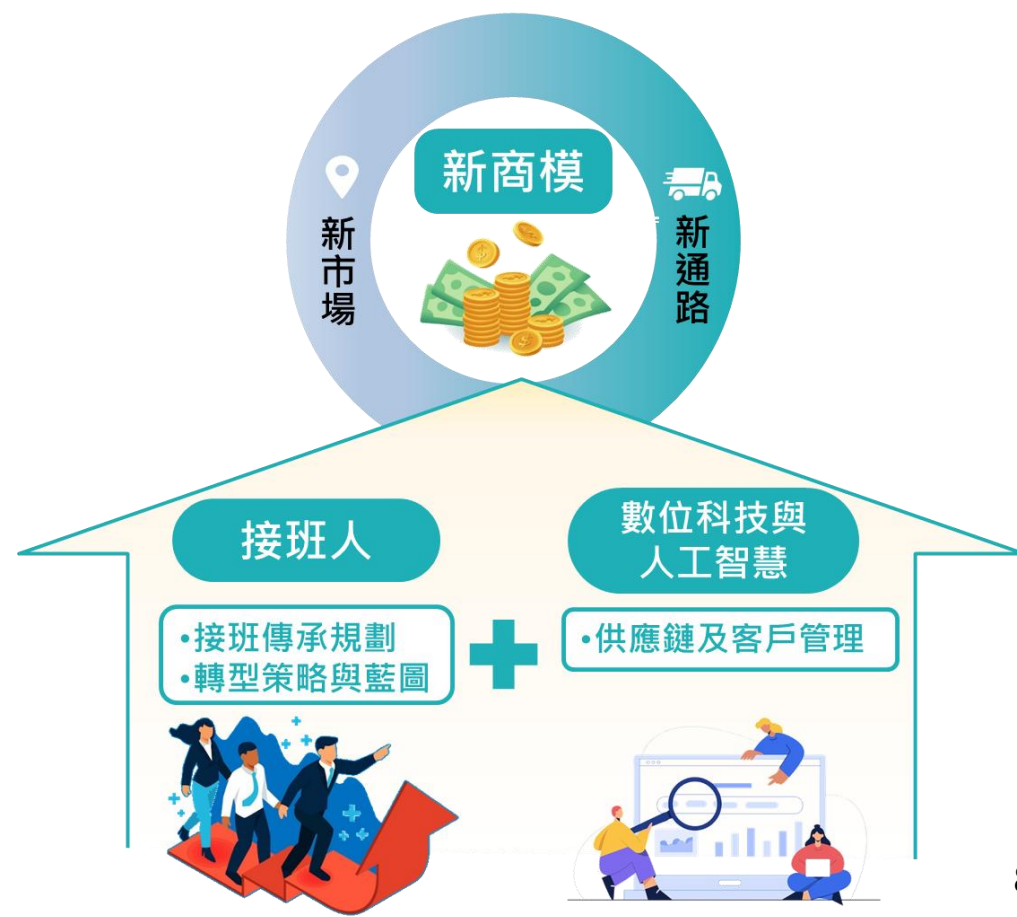 新商模
新市場
新通路
接班人
數位科技與
人工智慧
•接班傳承規劃
•轉型策略與藍圖
•供應鏈及客戶管理